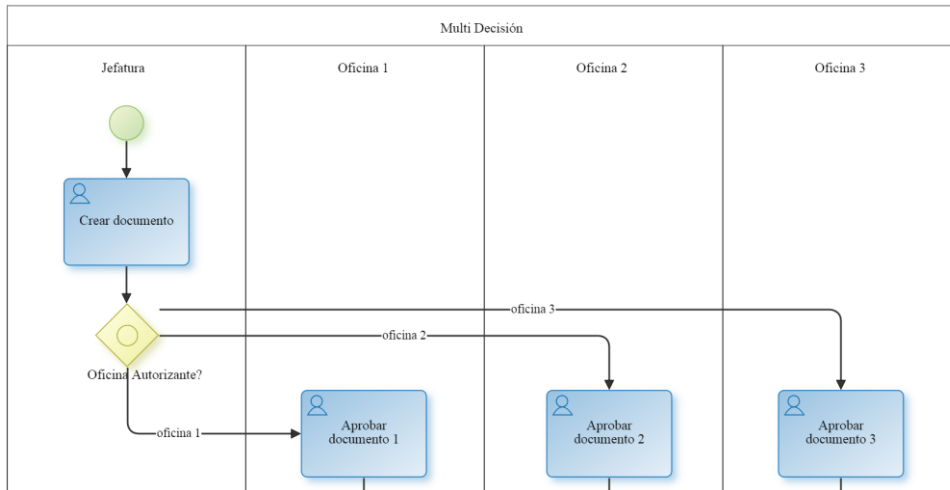 Multi Decisión
Jefatura
Oficina 1
Oficina 2
Oficina 3
Crear documento
oficina 3
oficina 2
Oficina Autorizante?
oficina 1
Aprobar
documento 1
Aprobar
documento 2
Aprobar
documento 3